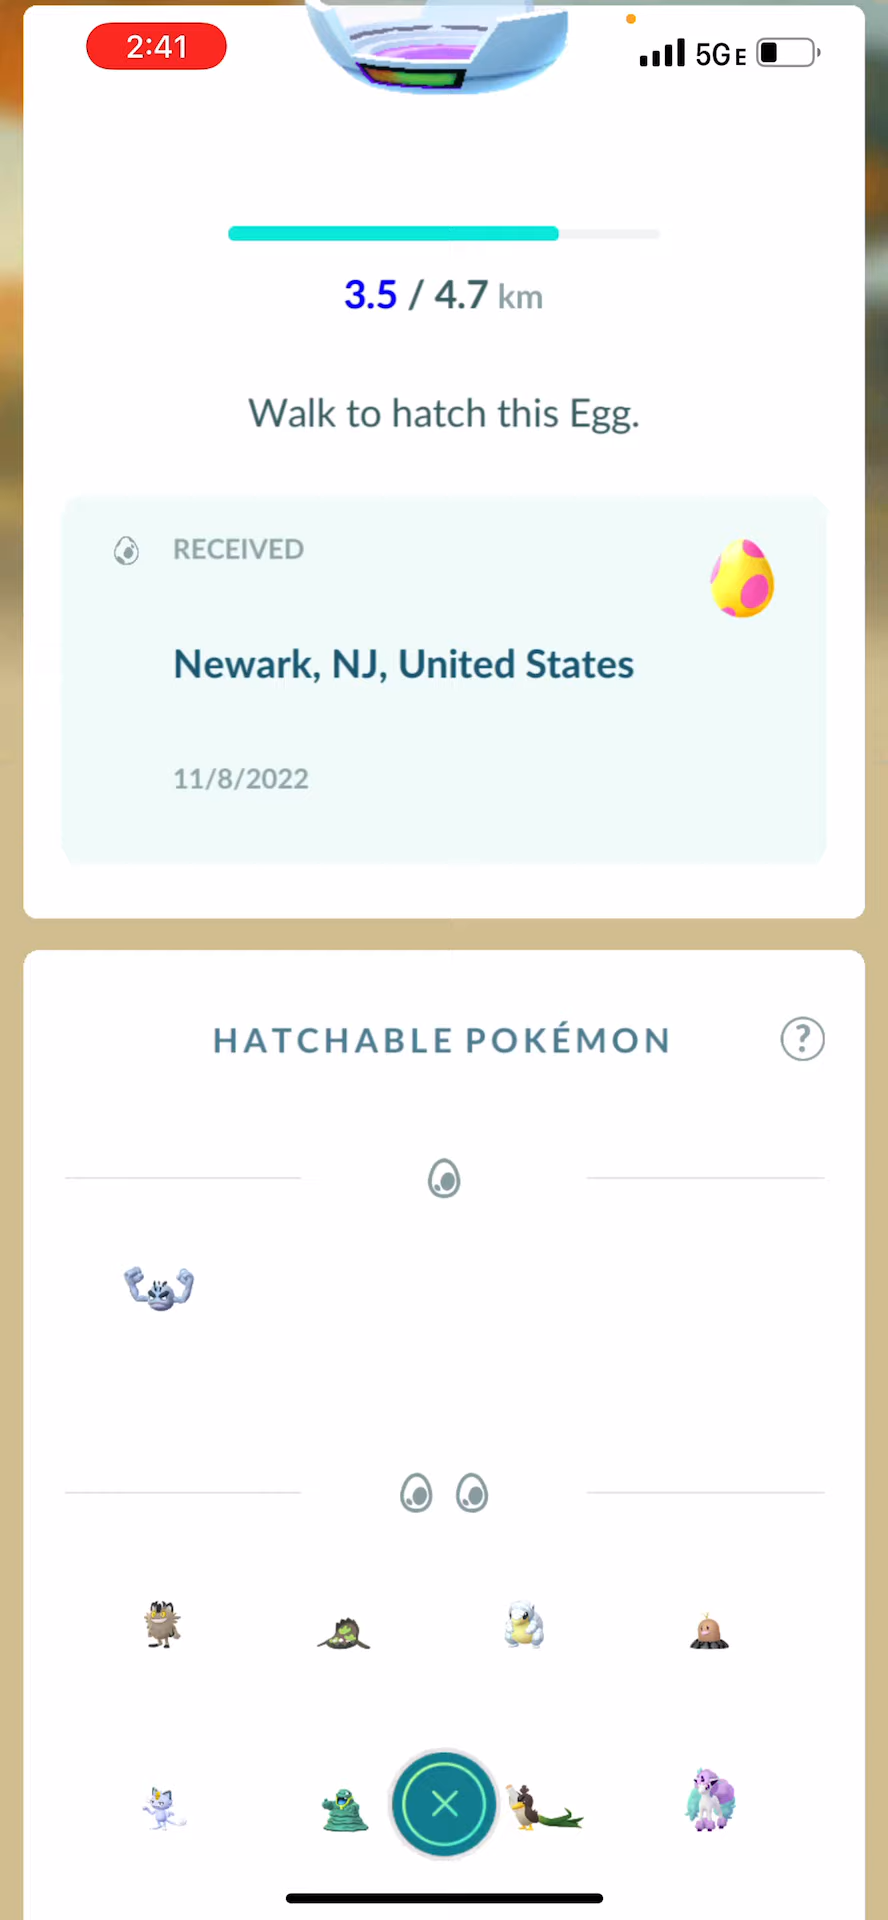 2:41
5GE
3.5 / 4.7 km
Walk to hatch this Egg.
RECEIVED
Newark, NJ, United States
11/8/2022
HATCHABLE POKÉMON
?